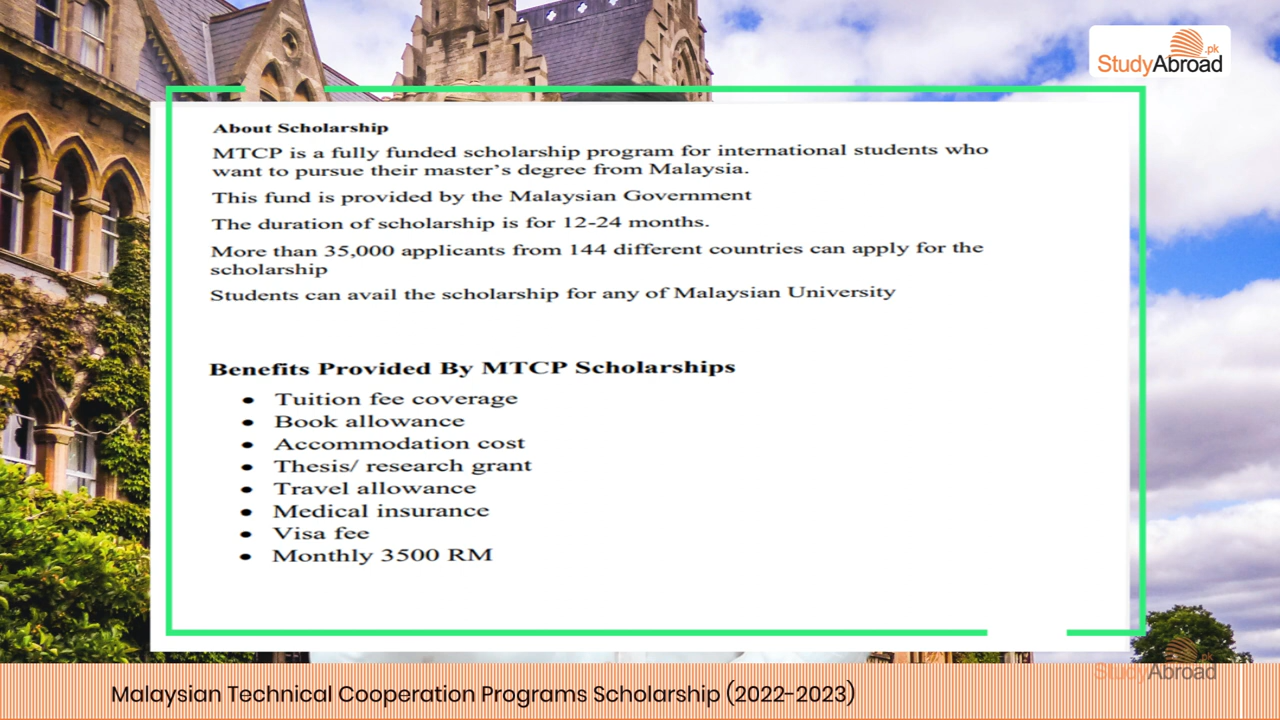 StudyAbroad.pk
About Scholarship
MTCP is a fully funded scholarship program for international students who
want to pursue their master's degree from Malaysia.
This fund is provided by the Malaysian Government
The duration of scholarship is for 12-24 months.
More than 35,000 applicants from 144 different countries can apply for the
scholarship
Students can avail the scholarship for any of Malaysian University
Benefits Provided By MTCP Scholarships
• Tuition fee coverage
• Book allowance
• Accommodation cost
• Thesis/ research grant
• Travel allowance
• Medical insurance
• Visa fee
• Monthly 3500 RM
StudyAbroad.pk
Malaysian Technical Cooperation Programs Scholarship (2022-2023)